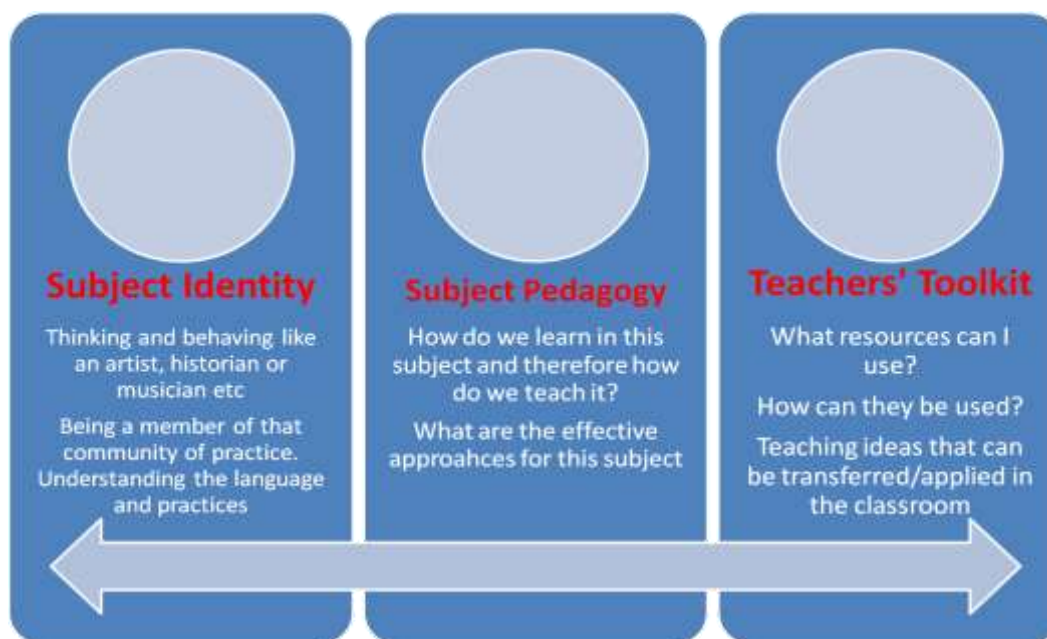 Subject Identity
Thinking and behaving like
an artist, historian or
musician etc
Being a member of that
community of practice.
Understanding the language
and practices
Subject Pedagogy
How do we learn in this
subject and therefore how
do we teach it?
What are the effective
approahces for this subject
Teachers' Toolkit
What resources can I
use?
How can they be used?
Teaching ideas that can
be transferred/applied in
the classroom